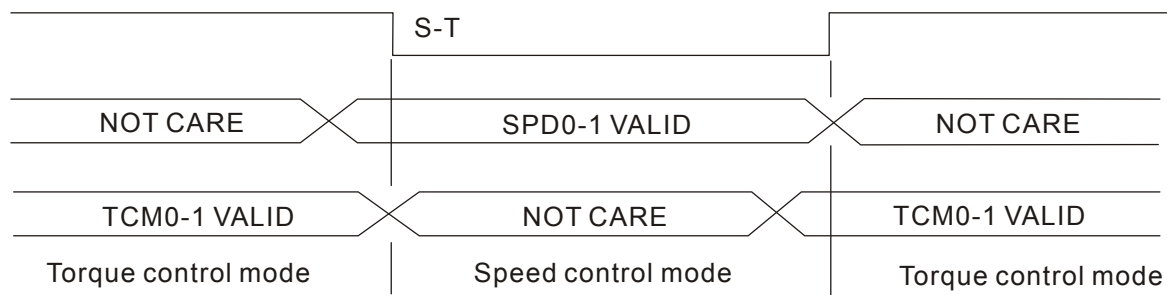 S-T
NOT CARE
SPD0-1 VALID
NOT CARE
TCM0-1 VALID
NOT CARE
TCM0-1 VALID
Torque control mode
Speed control mode
Torque control mode